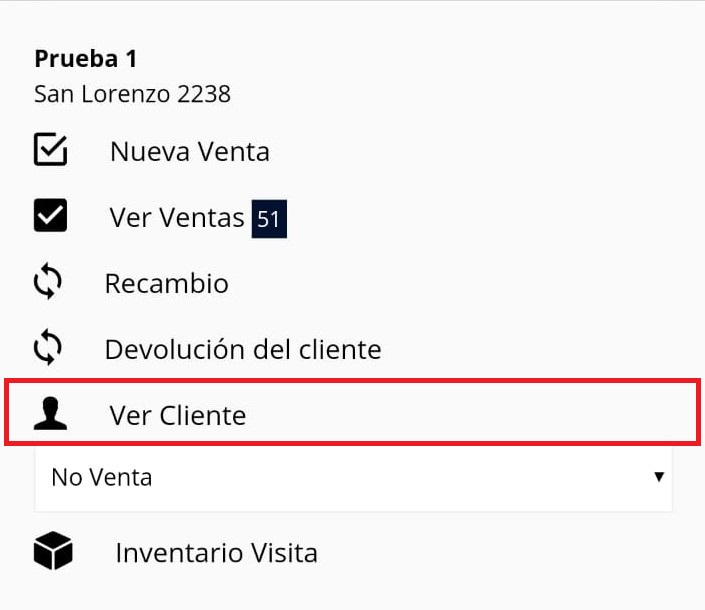 Prueba 1
San Lorenzo 2238
Nueva Venta
Ver Ventas 51
Recambio
Devolución del cliente
Ver Cliente
No Venta
Inventario Visita